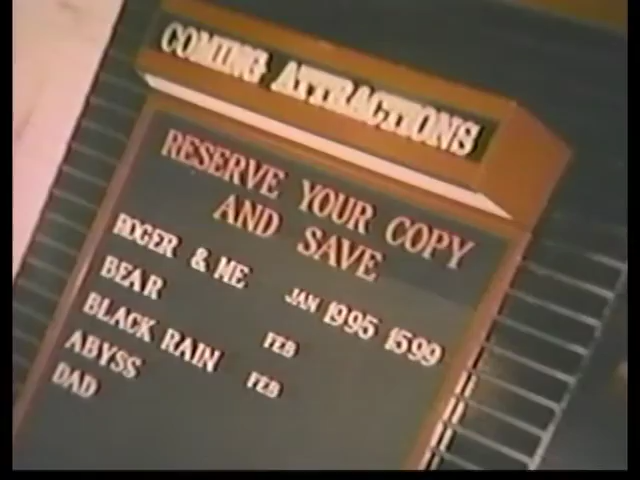 COMING ATTRACTIONS
RESERVE YOUR COPY
AND SAVE
ROGER & ME JAN 1995 1599
BEAR
BLACK RAIN FEB
ABYSS FEB
DAD